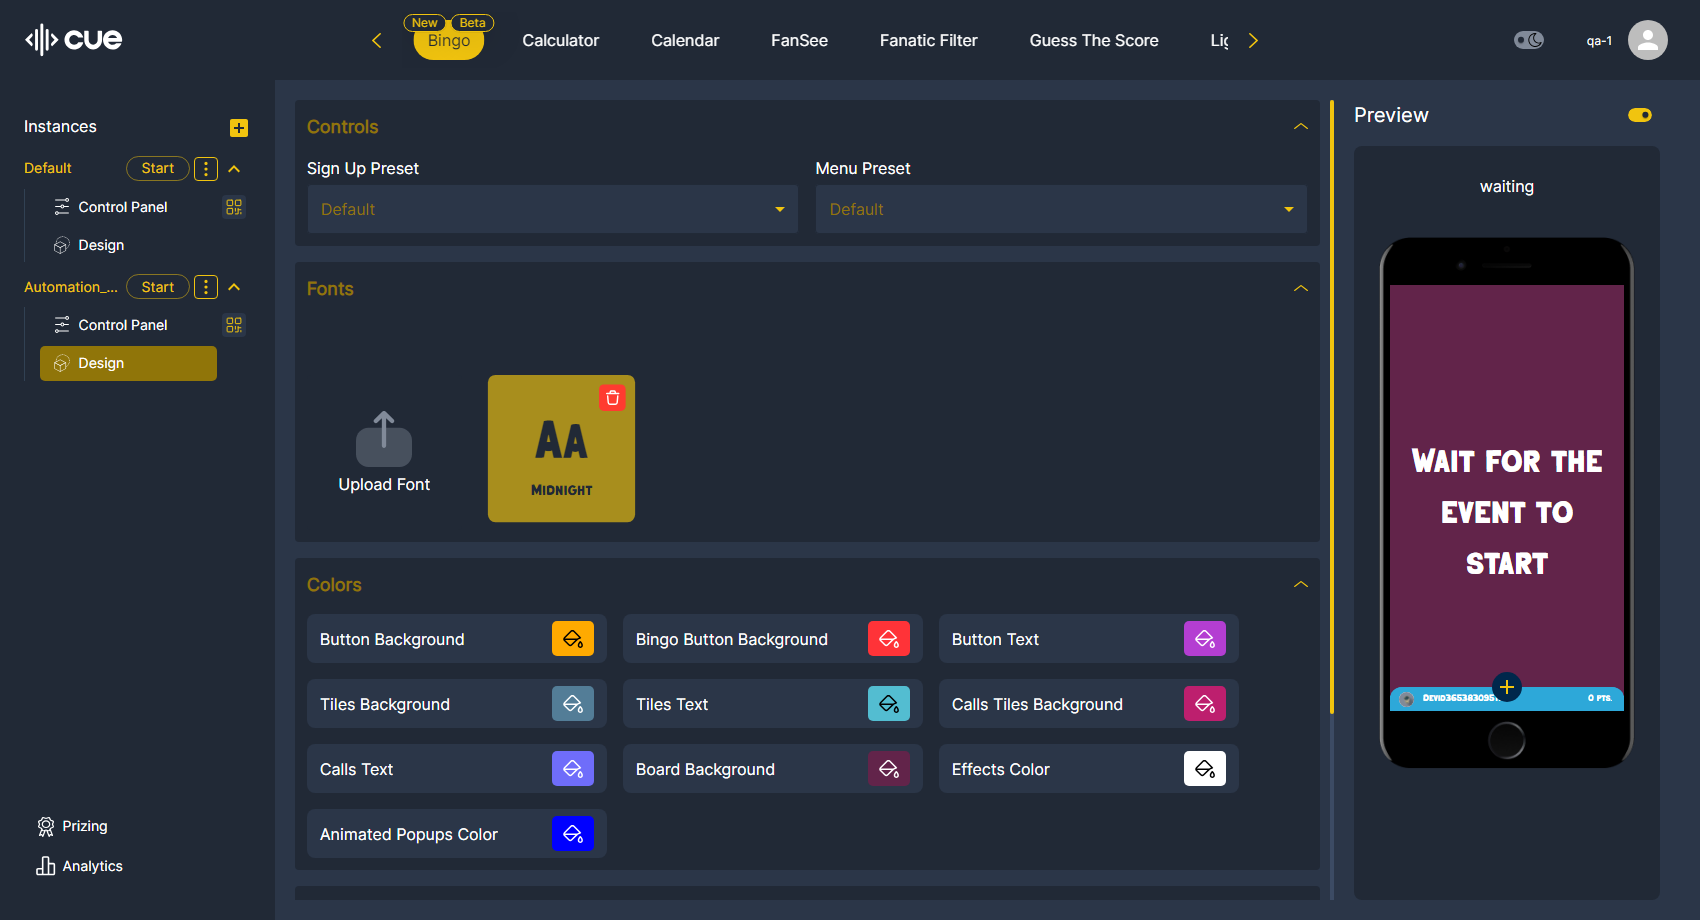 cue
New Beta
Bingo
Calculator
Calendar
FanSee
Fanatic Filter
Guess The Score
qa-1
Instances
Default
Start
Control Panel
Design
Automation_...
Start
Control Panel
Design
Prizing
Analytics
Controls
Sign Up Preset
Menu Preset
Default
Default
Fonts
Upload Font
AA
MIDNIGHT
Colors
Button Background
Bingo Button Background
Button Text
Tiles Background
Tiles Text
Calls Tiles Background
Calls Text
Board Background
Effects Color
Animated Popups Color
Preview
waiting
WAIT FOR THE
EVENT TO
START
0 PTS.